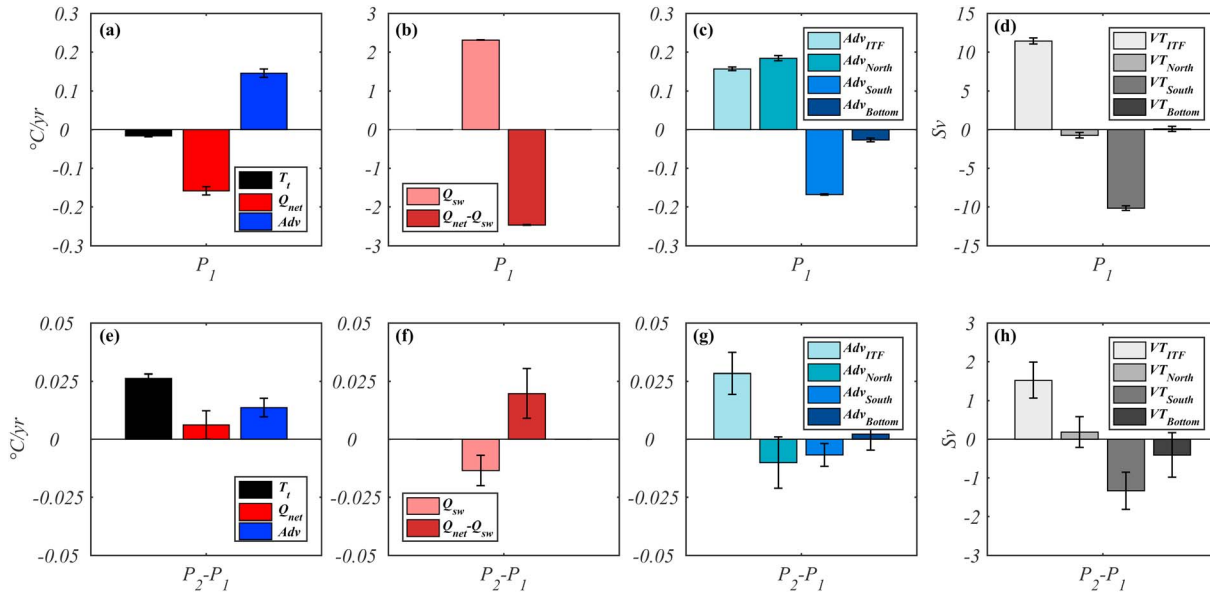 (a)
0.3
0.2
0.1
0
-0.1
-0.2
-0.3
°C/yr
T_t
Q_net
Adv
P_1
(b)
3
2
1
0
-1
-2
-3
Q_sw
Q_net-Q_sw
P_1
(c)
0.3
0.2
0.1
0
-0.1
-0.2
-0.3
Adv_ITF
Adv_North
Adv_South
Adv_Bottom
P_1
(d)
15
10
5
0
-5
-10
-15
Sv
VT_ITF
VT_North
VT_South
VT_Bottom
P_1
(e)
0.05
0.025
0
-0.025
-0.05
°C/yr
T_t
Q_net
Adv
P_2-P_1
(f)
0.05
0.025
0
-0.025
-0.05
Q_sw
Q_net-Q_sw
P_2-P_1
(g)
0.05
0.025
0
-0.025
-0.05
Adv_ITF
Adv_North
Adv_South
Adv_Bottom
P_2-P_1
(h)
3
2
1
0
-1
-2
-3
Sv
VT_ITF
VT_North
VT_South
VT_Bottom
P_2-P_1